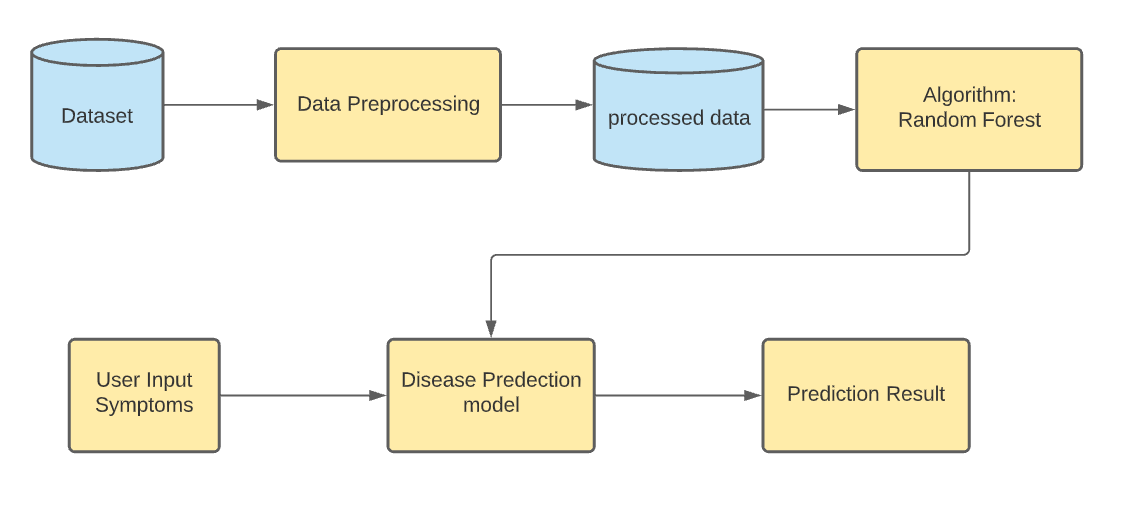 Dataset
Data Preprocessing
processed data
Algorithm:
Random Forest
User Input
Symptoms
Disease Predection
model
Prediction Result